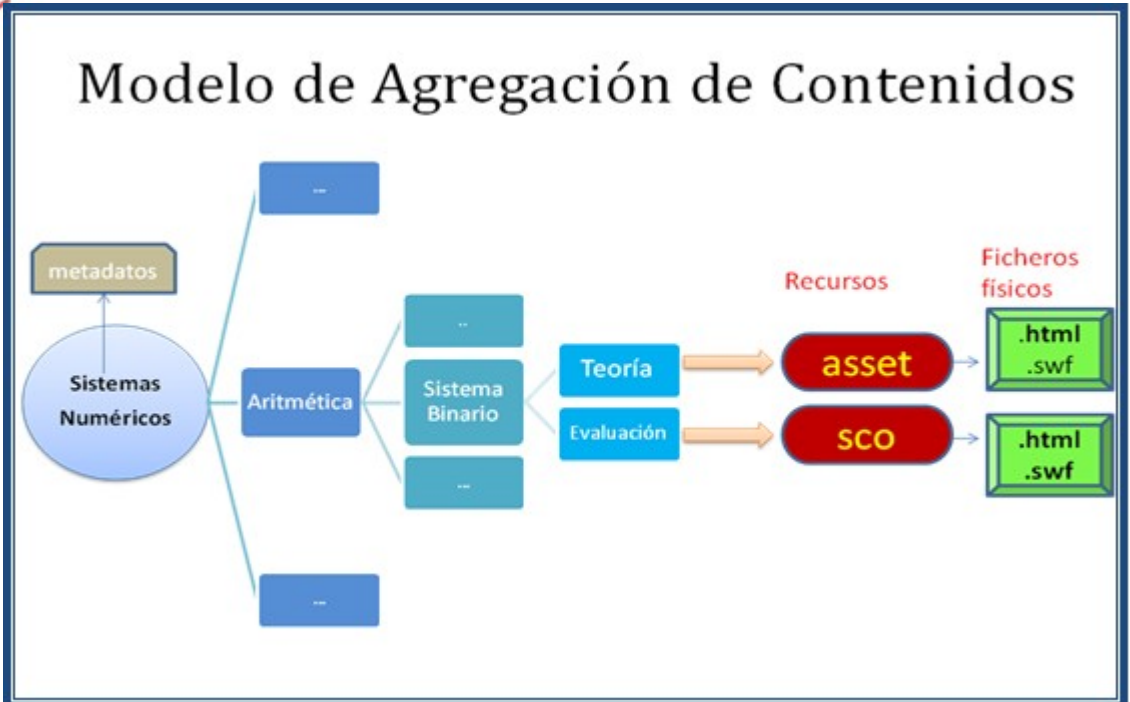 Modelo de Agregación de Contenidos
...
metadatos
Sistemas
Numéricos
Aritmética
..
Sistema
Binario
...
...
Teoría
Evaluación
Recursos
asset
sco
Ficheros
físicos
.html
.swf
.html
.swf